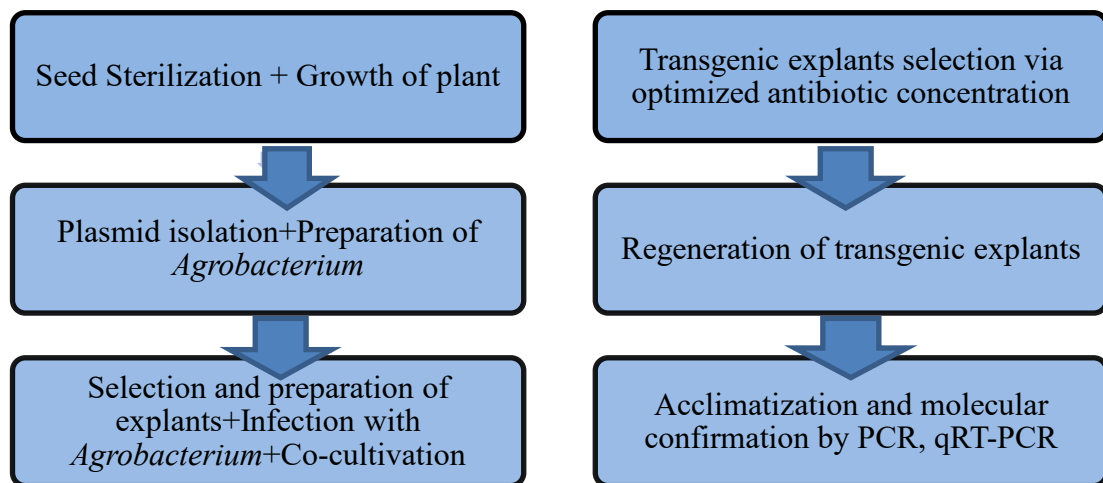 Seed Sterilization + Growth of plant
Plasmid isolation+Preparation of
Agrobacterium
Selection and preparation of
explants+Infection with
Agrobacterium+Co-cultivation
Transgenic explants selection via
optimized antibiotic concentration
Regeneration of transgenic explants
Acclimatization and molecular
confirmation by PCR, qRT-PCR